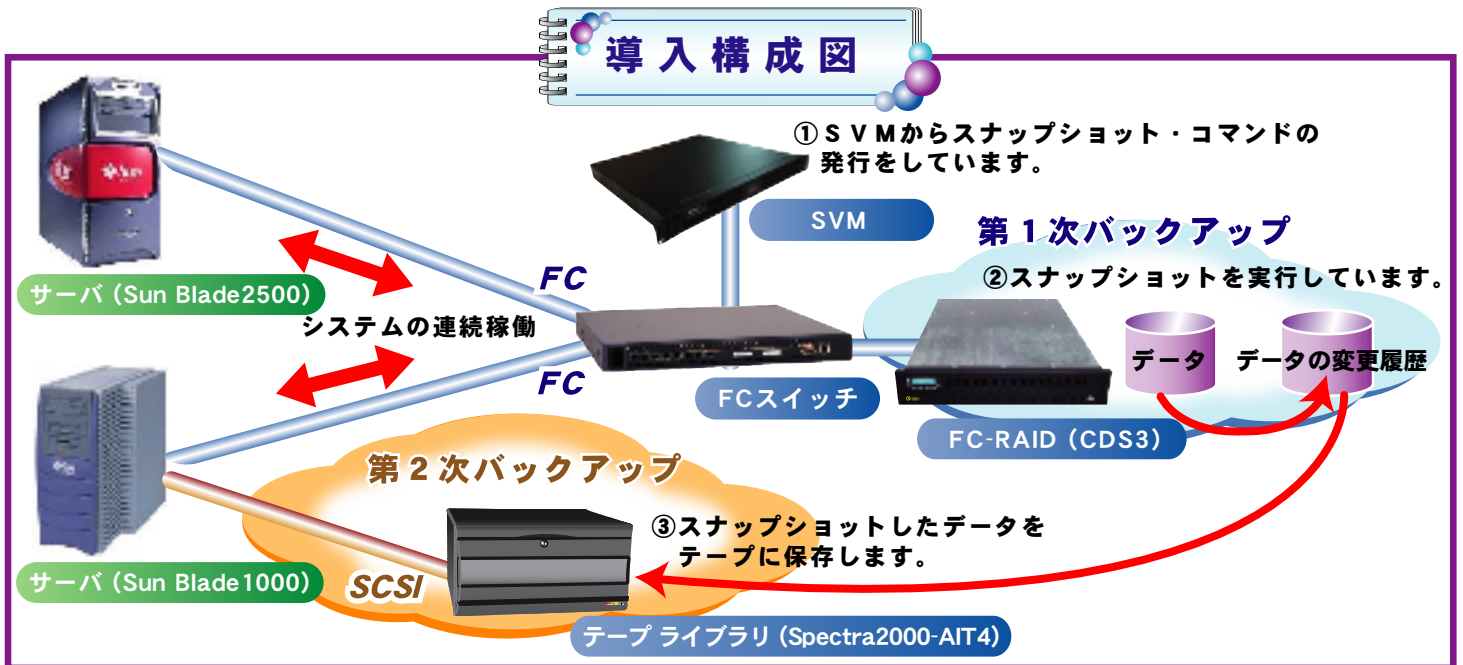 導入構成図
①ＳＶＭからスナップショット・コマンドの
発行をしています。
SVM
第１次バックアップ
②スナップショットを実行しています。
サーバ（Sun Blade2500）
FC
システムの連続稼働
データ
データの変更履歴
FC
FCスイッチ
FC-RAID（CDS3）
第２次バックアップ
③スナップショットしたデータを
テープに保存します。
サーバ（Sun Blade1000）
SCSI
テープ ライブラリ（Spectra2000-AIT4）